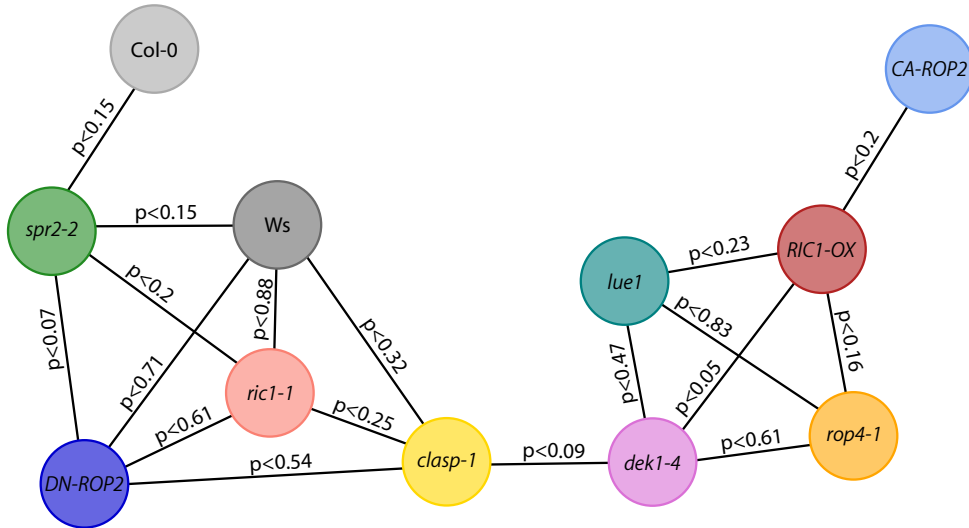 Col-0
CA-ROP2
p<0.15
p<0.2
spr2-2
p<0.15
Ws
RIC1-OX
p<0.23
lue1
p<0.2
p<0.88
p<0.07
p<0.71
p<0.32
p<0.83
p<0.16
p<0.47
p<0.05
ric1-1
p<0.61
p<0.25
rop4-1
p<0.61
DN-ROP2
p<0.54
clasp-1
p<0.09
dek1-4